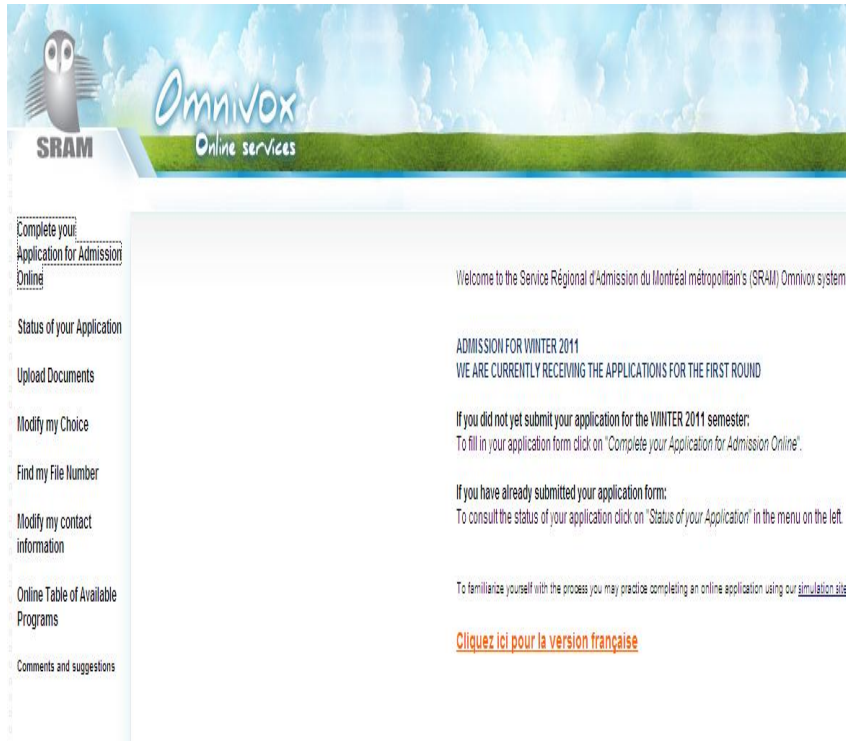 SRAM
Omnivox
Online services
Complete your
Application for Admission
Online
Status of your Application
Upload Documents
Modify my Choice
Find my File Number
Modify my contact
information
Online Table of Available
Programs
Comments and suggestions
Welcome to the Service Régional d'Admission du Montréal métropolitain's (SRAM) Omnivox system
ADMISSION FOR WINTER 2011
WE ARE CURRENTLY RECEIVING THE APPLICATIONS FOR THE FIRST ROUND
If you did not yet submit your application for the WINTER 2011 semester:
To fill in your application form click on "Complete your Application for Admission Online".
If you have already submitted your application form:
To consult the status of your application click on "Status of your Application" in the menu on the left.
To familiarize yourself with the process you may practice completing an online application using our simulation site
Cliquez ici pour la version française